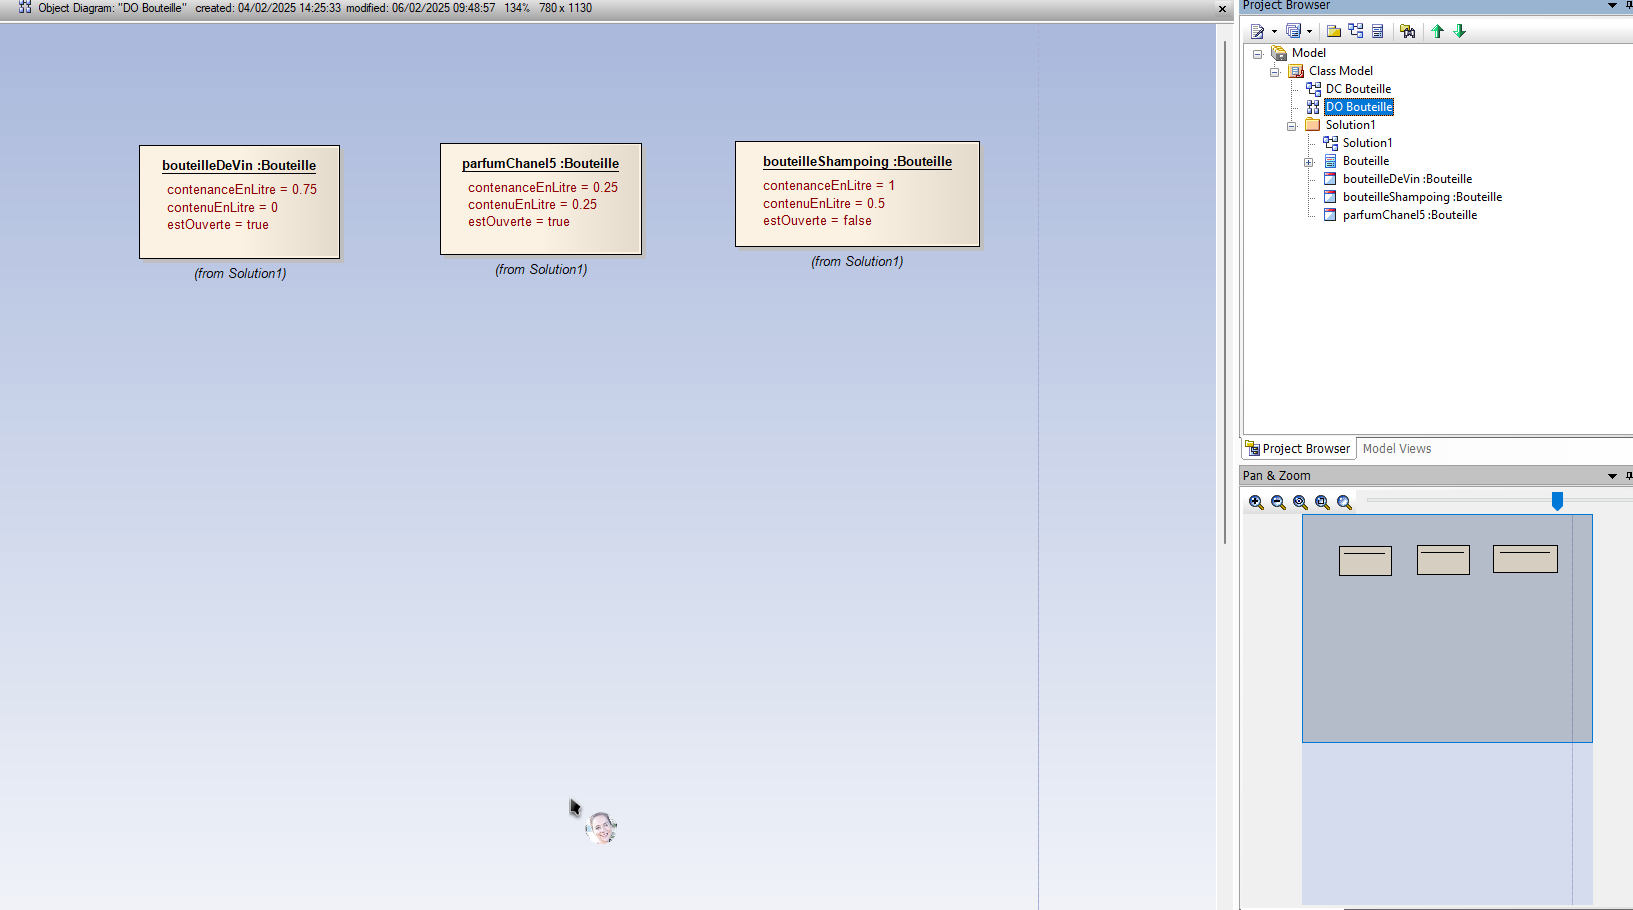 Object Diagram: "DO Bouteille" created: 04/02/2025 14:25:33 modified: 06/02/2025 09:48:57 134% 780 x 1130
bouteilleDeVin :Bouteille
contenanceEnLitre = 0.75
contenuEnLitre = 0
estOuverte = true
(from Solution1)
parfumChanel5 :Bouteille
contenanceEnLitre = 0.25
contenuEnLitre = 0.25
estOuverte = true
(from Solution1)
bouteilleShampoing :Bouteille
contenanceEnLitre = 1
contenuEnLitre = 0.5
estOuverte = false
(from Solution1)
Project Browser
Model
Class Model
DC Bouteille
DO Bouteille
Solution1
Solution1
Bouteille
bouteilleDeVin :Bouteille
bouteilleShampoing :Bouteille
parfumChanel5 :Bouteille
Project Browser Model Views
Pan & Zoom